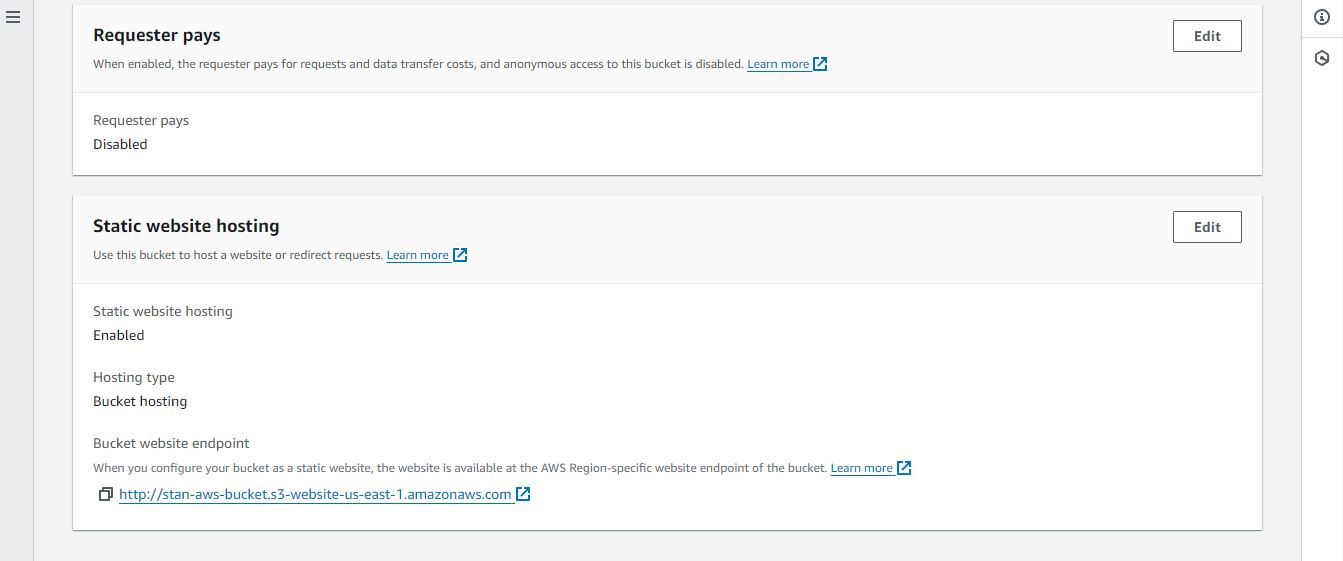 Requester pays
Edit
When enabled, the requester pays for requests and data transfer costs, and anonymous access to this bucket is disabled. Learn more
Requester pays
Disabled
Static website hosting
Edit
Use this bucket to host a website or redirect requests. Learn more
Static website hosting
Enabled
Hosting type
Bucket hosting
Bucket website endpoint
When you configure your bucket as a static website, the website is available at the AWS Region-specific website endpoint of the bucket. Learn more
http://stan-aws-bucket.s3-website-us-east-1.amazonaws.com